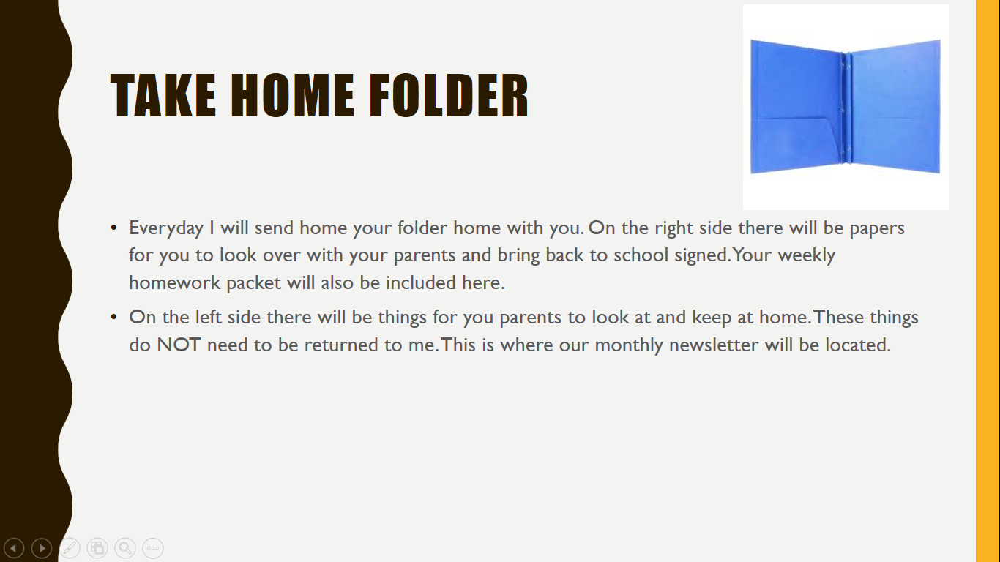 TAKE HOME FOLDER
• Everyday I will send home your folder home with you. On the right side there will be papers
for you to look over with your parents and bring back to school signed. Your weekly
homework packet will also be included here.
• On the left side there will be things for you parents to look at and keep at home. These things
do NOT need to be returned to me. This is where our monthly newsletter will be located.